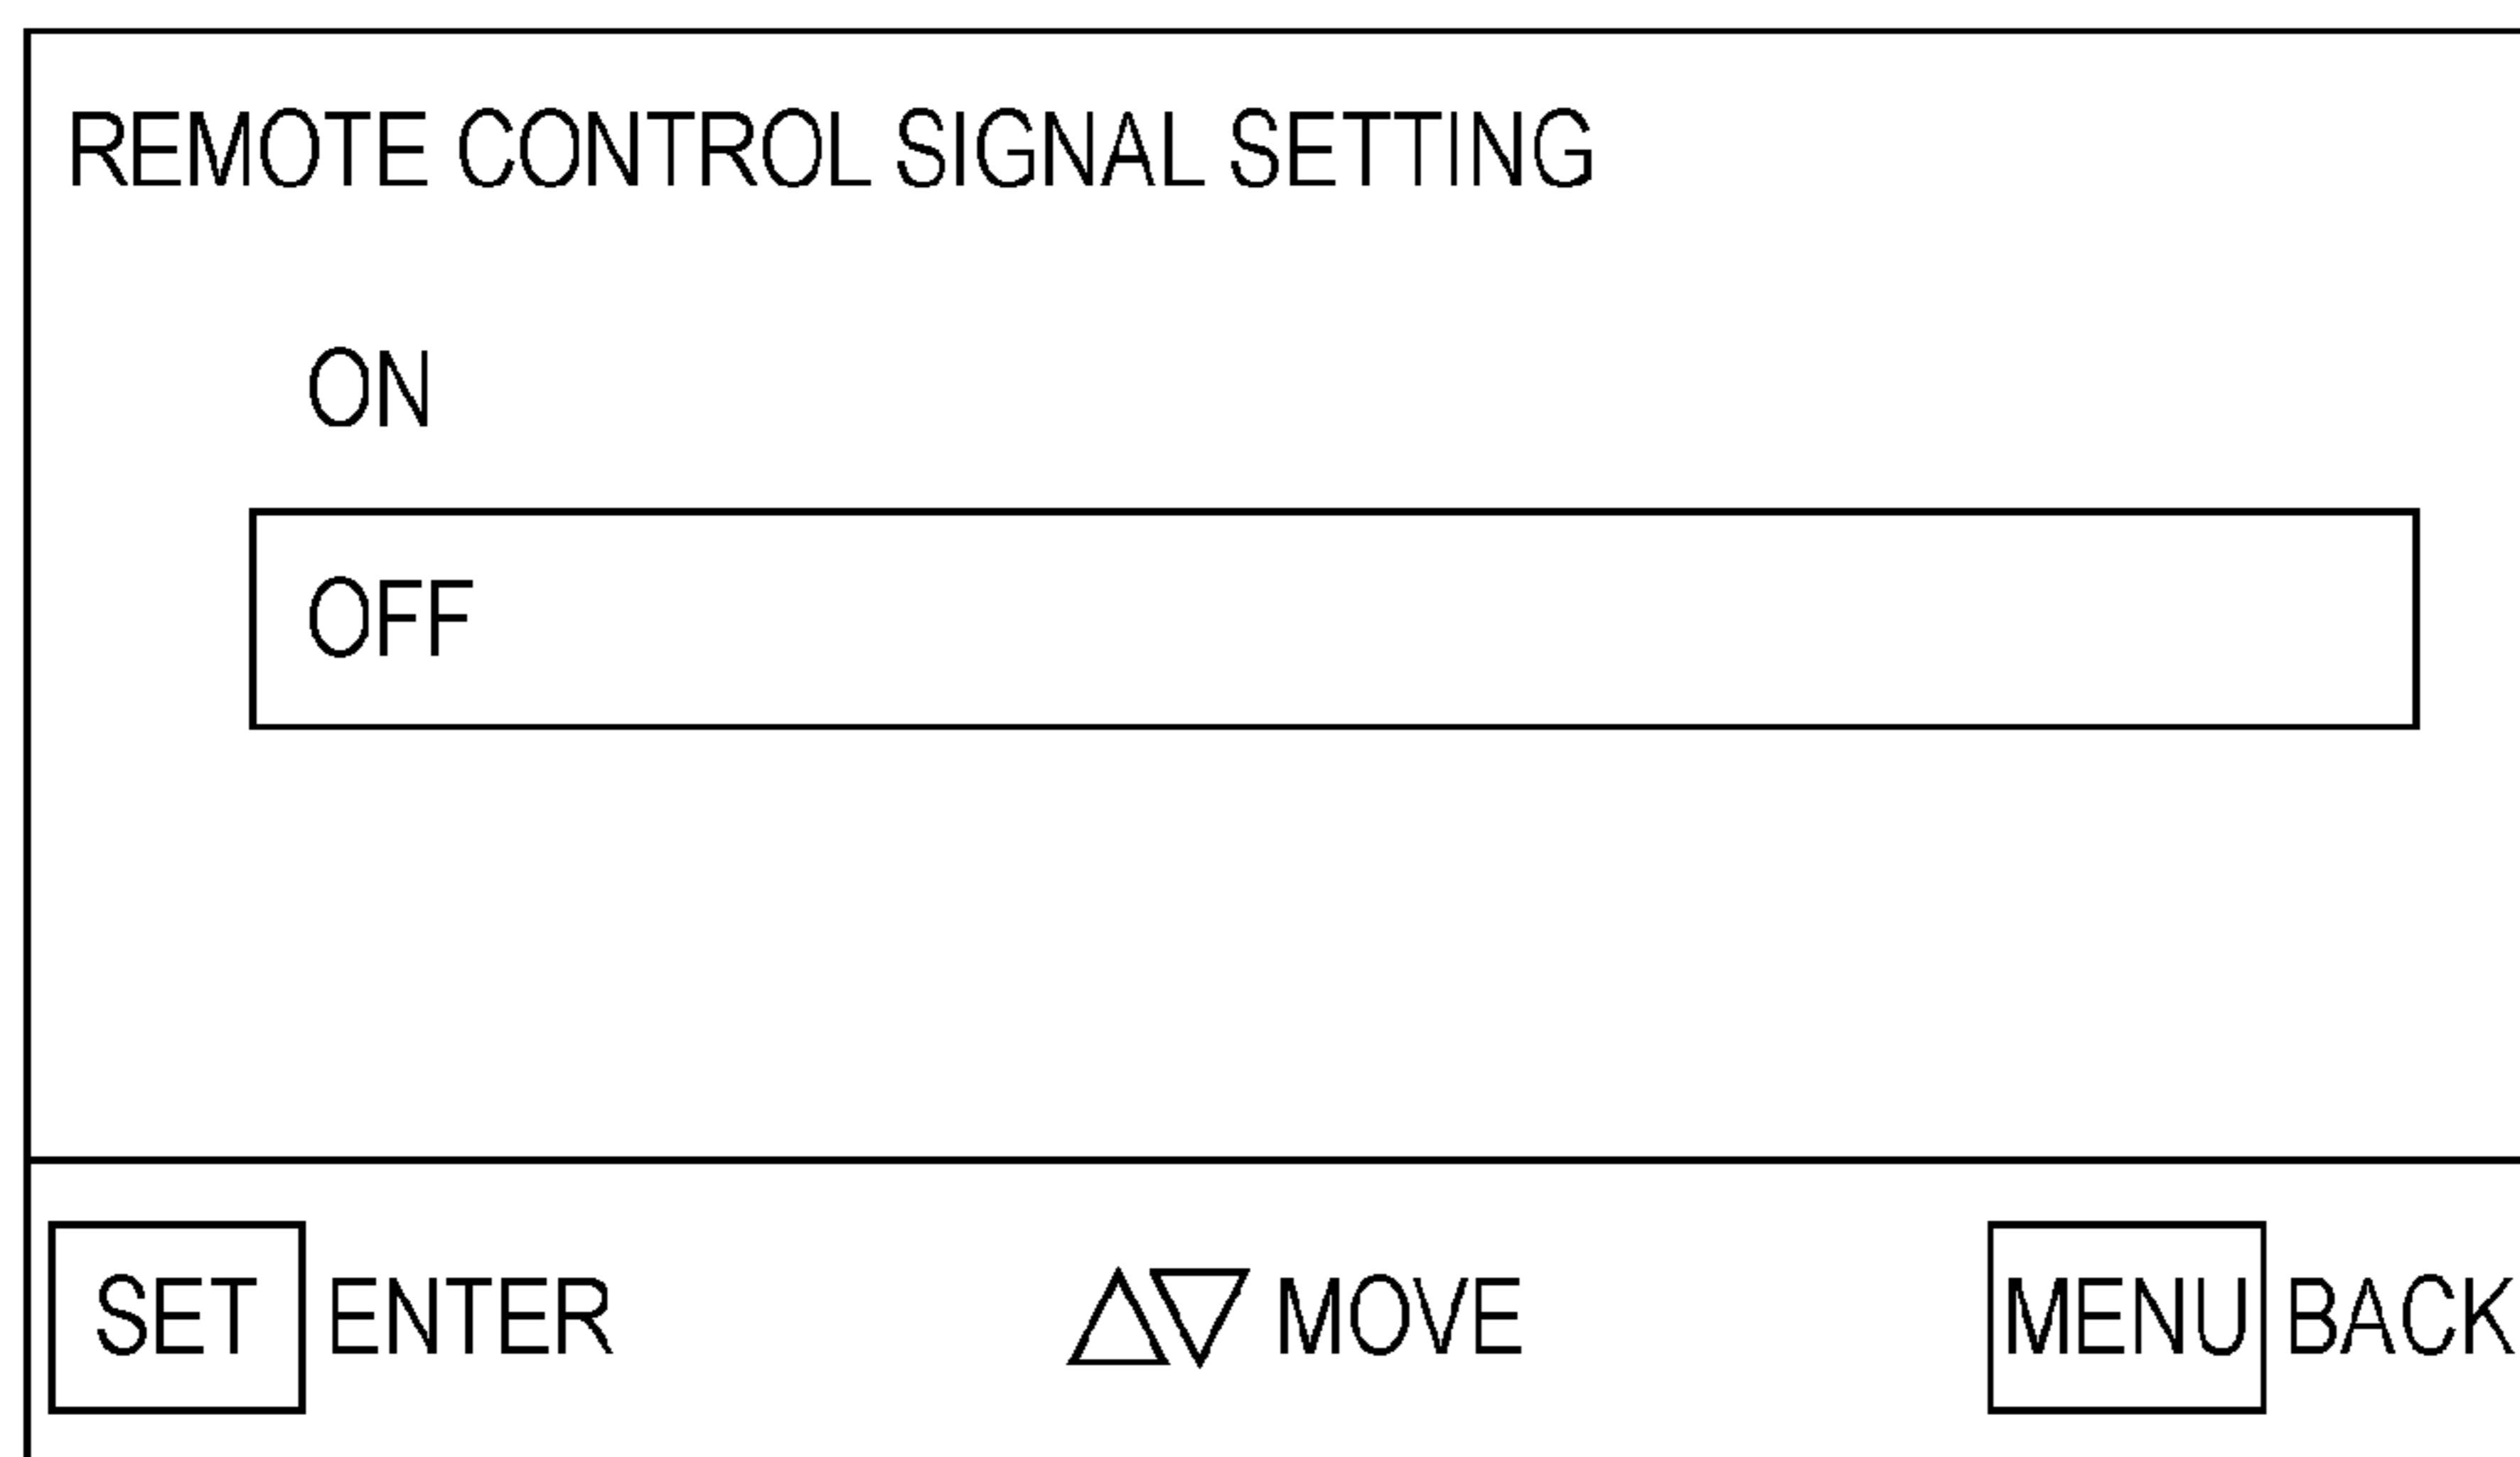 REMOTE CONTROL SIGNAL SETTING
ON
OFF
SET ENTER △▽ MOVE MENU BACK